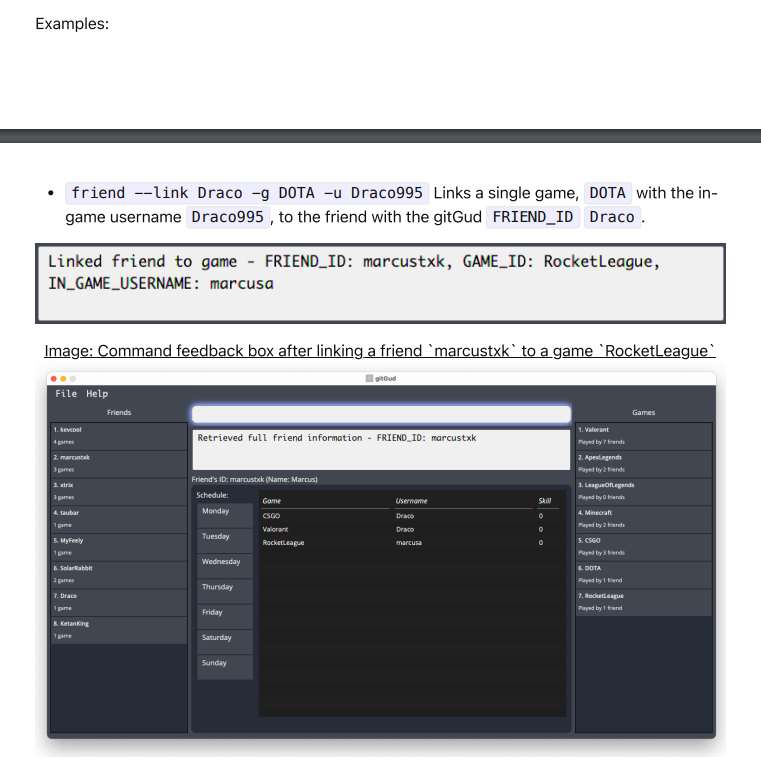 Examples:
• friend --link Draco -g DOTA -u Draco995 Links a single game, DOTA with the in-
game username Draco995, to the friend with the gitGud FRIEND_ID Draco.
Linked friend to game - FRIEND_ID: marcustxk, GAME_ID: RocketLeague,
IN_GAME_USERNAME: marcusa
Image: Command feedback box after linking a friend `marcustxk` to a game `RocketLeague`
gitGud
File Help
Friends
1. kevcool
4 games
2. marcustxk
3 games
3. strix
3 games
4. taubar
1 game
5. MyFeely
1 game
6. SolarRabbit
2 games
7. Draco
1 game
8. KetanKing
1 game
Retrieved full friend information - FRIEND_ID: marcustxk
Friend's ID: marcustxk (Name: Marcus)
Schedule:
Monday
Tuesday
Wednesday
Thursday
Friday
Saturday
Sunday
Game Username Skill
CSGO Draco 0
Valorant Draco 0
RocketLeague marcusa 0
Games
1. Valorant
Played by 7 friends
2. ApexLegends
Played by 2 friends
3. LeagueOfLegends
Played by 0 friends
4. Minecraft
Played by 2 friends
5. CSGO
Played by 3 friends
6. DOTA
Played by 1 friend
7. RocketLeague
Played by 1 friend